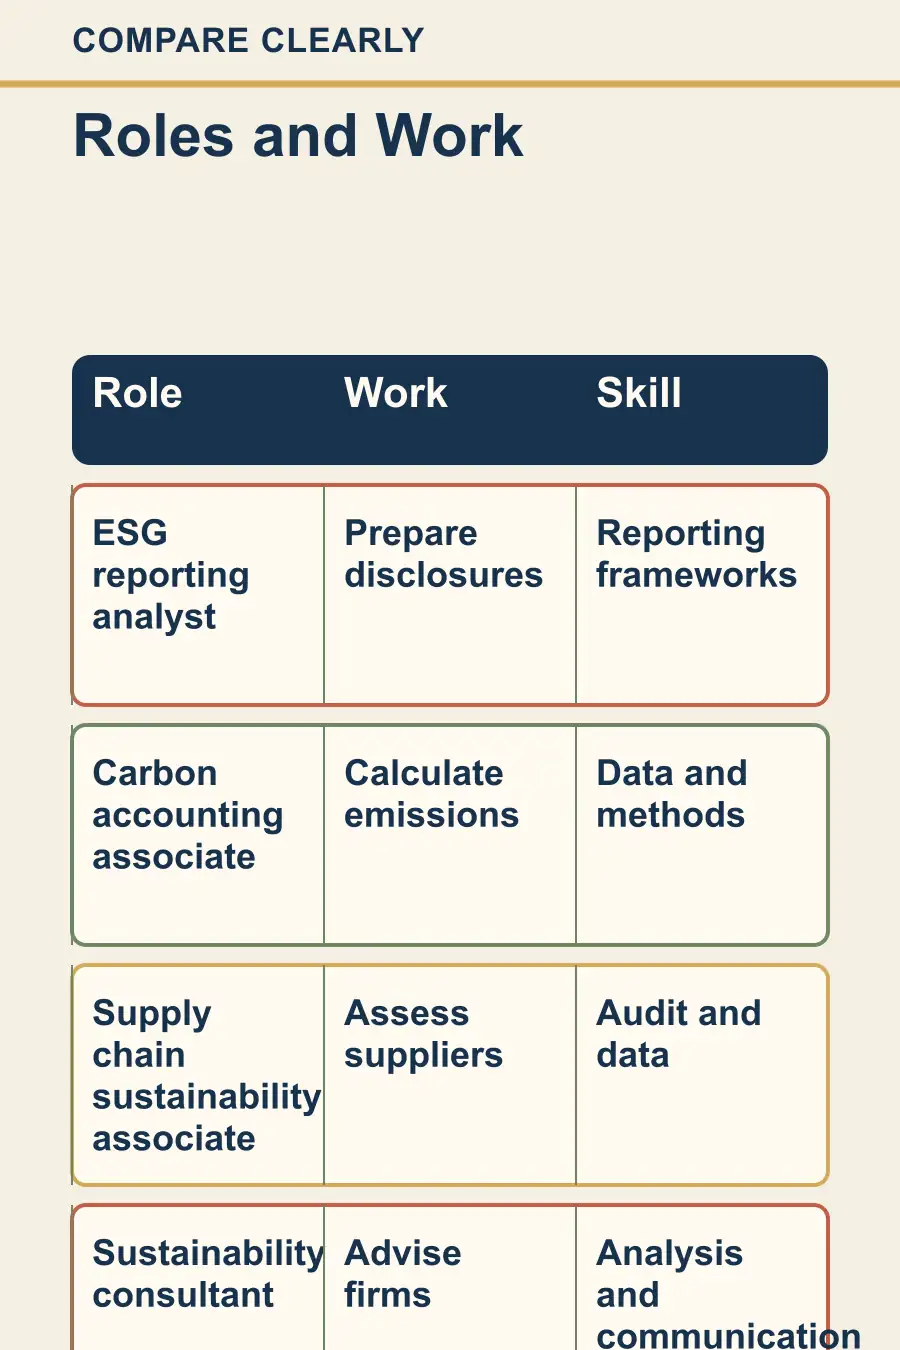 COMPARE CLEARLY
Roles and Work
Role Work Skill
ESG Prepare Reporting
reporting disclosures frameworks
analyst
Carbon Calculate Data and
accounting emissions methods
associate
Supply Assess Audit and
chain suppliers data
sustainability
associate
Sustainability Advise Analysis
consultant firms and
communication